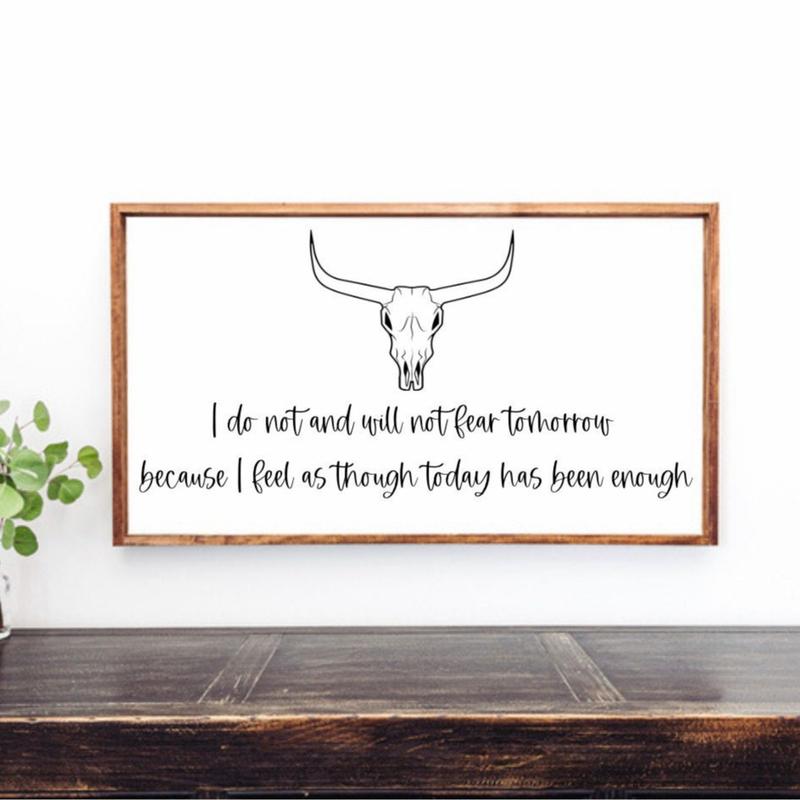 I do not and will not fear tomorrow
because I feel as though today has been enough